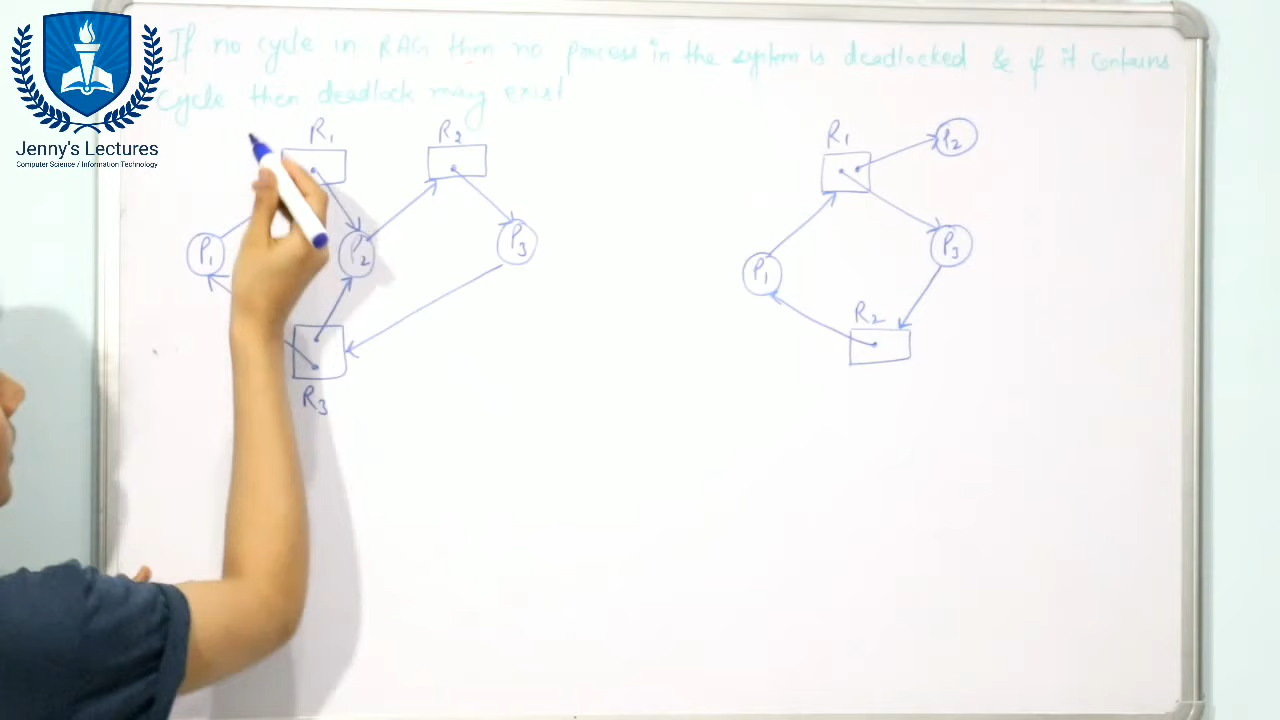 If no cycle in RAG then no process in the system is deadlocked & if it contains
cycle then deadlock may exist
Jenny's Lectures
Computer Science / Information Technology
R1 R2 R1 P2
P1 P2 P3 P1 P3
R2
R3